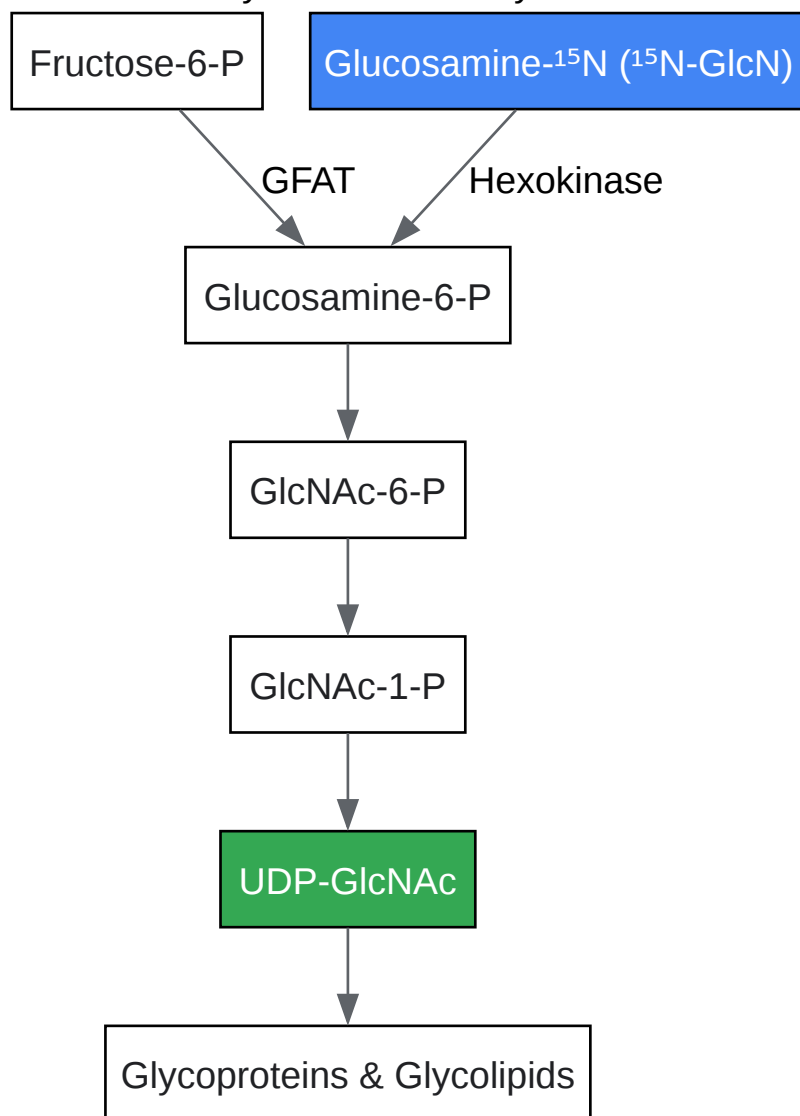 Fructose-6-P
Glucosamine-¹⁵N (¹⁵N-GlcN)
GFAT
Hexokinase
Glucosamine-6-P
GlcNAc-6-P
GlcNAc-1-P
UDP-GlcNAc
Glycoproteins & Glycolipids